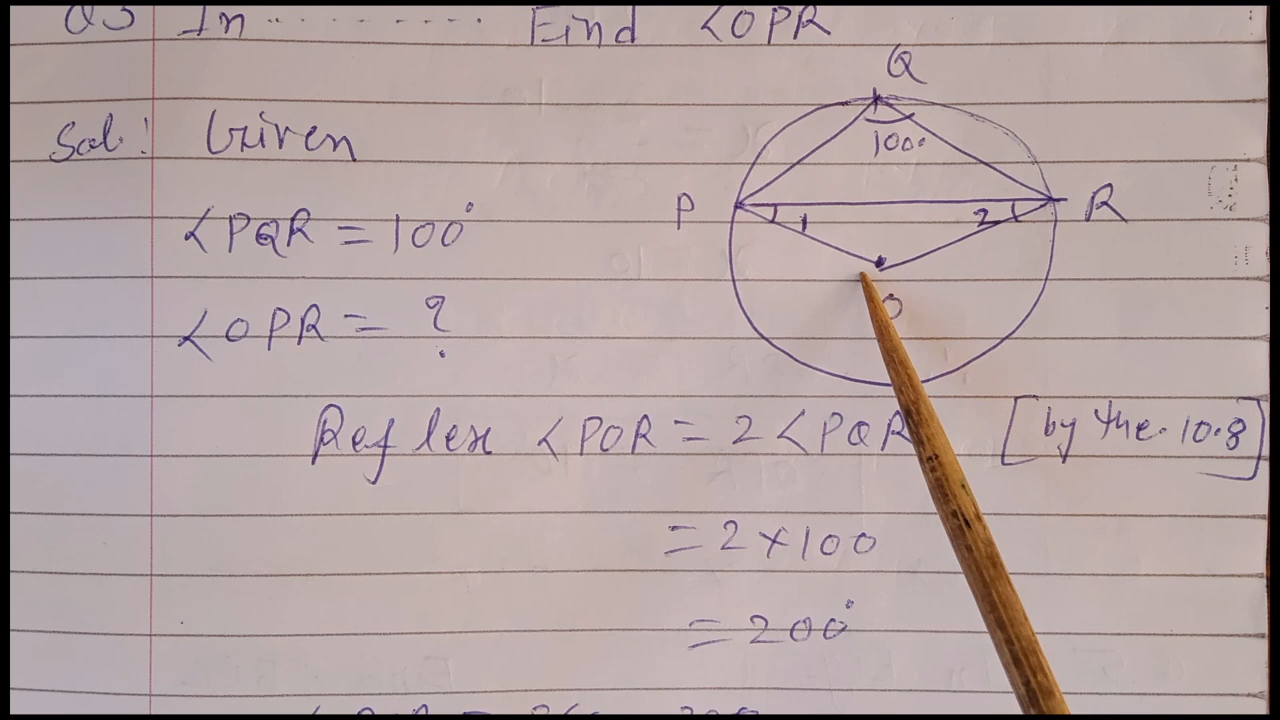 Q3 In ............ Find ∠OPR
Sol! Given
∠PQR = 100°
∠OPR = ?
Q
100°
P
R
1
2
O
Reflex ∠POR = 2 ∠PQR [by the. 10.8]
= 2 × 100
= 200°